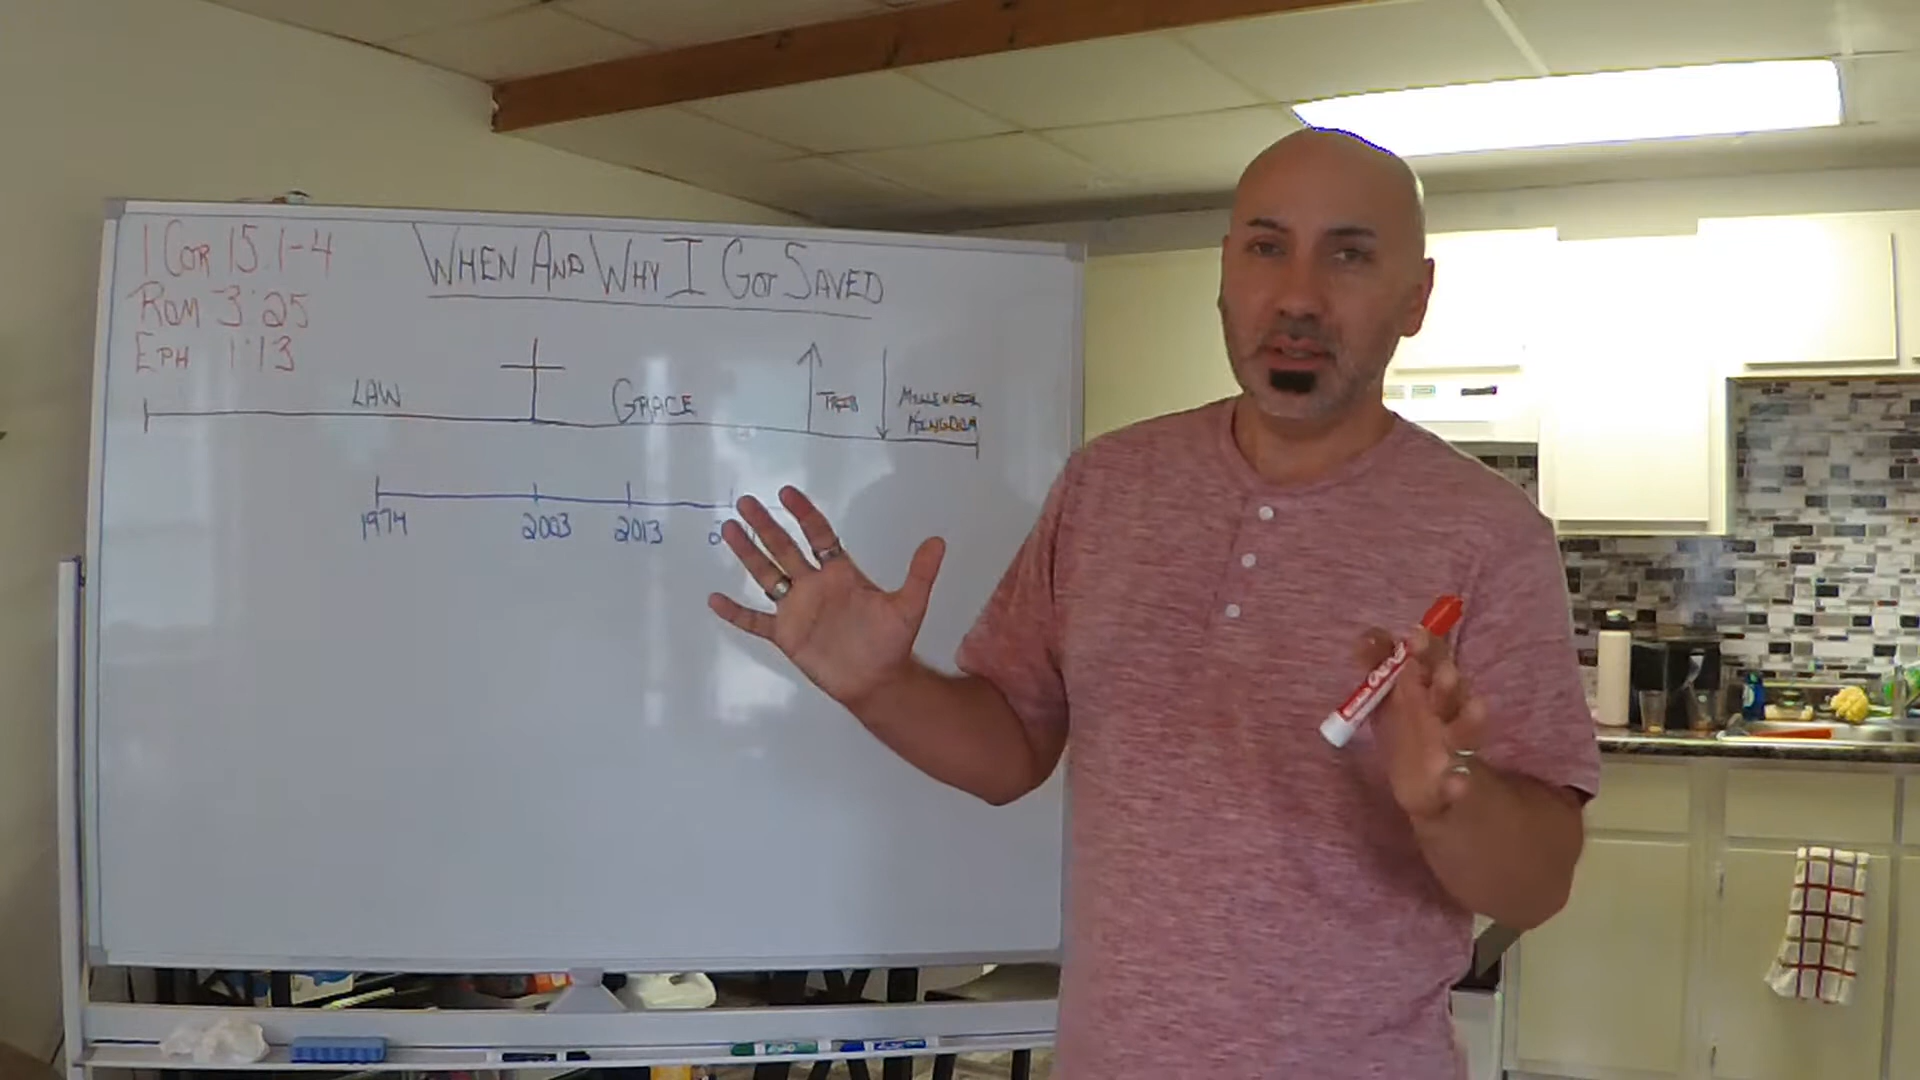 1 COR 15:1-4
ROM 3:25
EPH 1:13
WHEN AND WHY I GOT SAVED
LAW
GRACE
TRIB
MILLENNIAL
KINGDOM
1974
2003
2013
EXPO